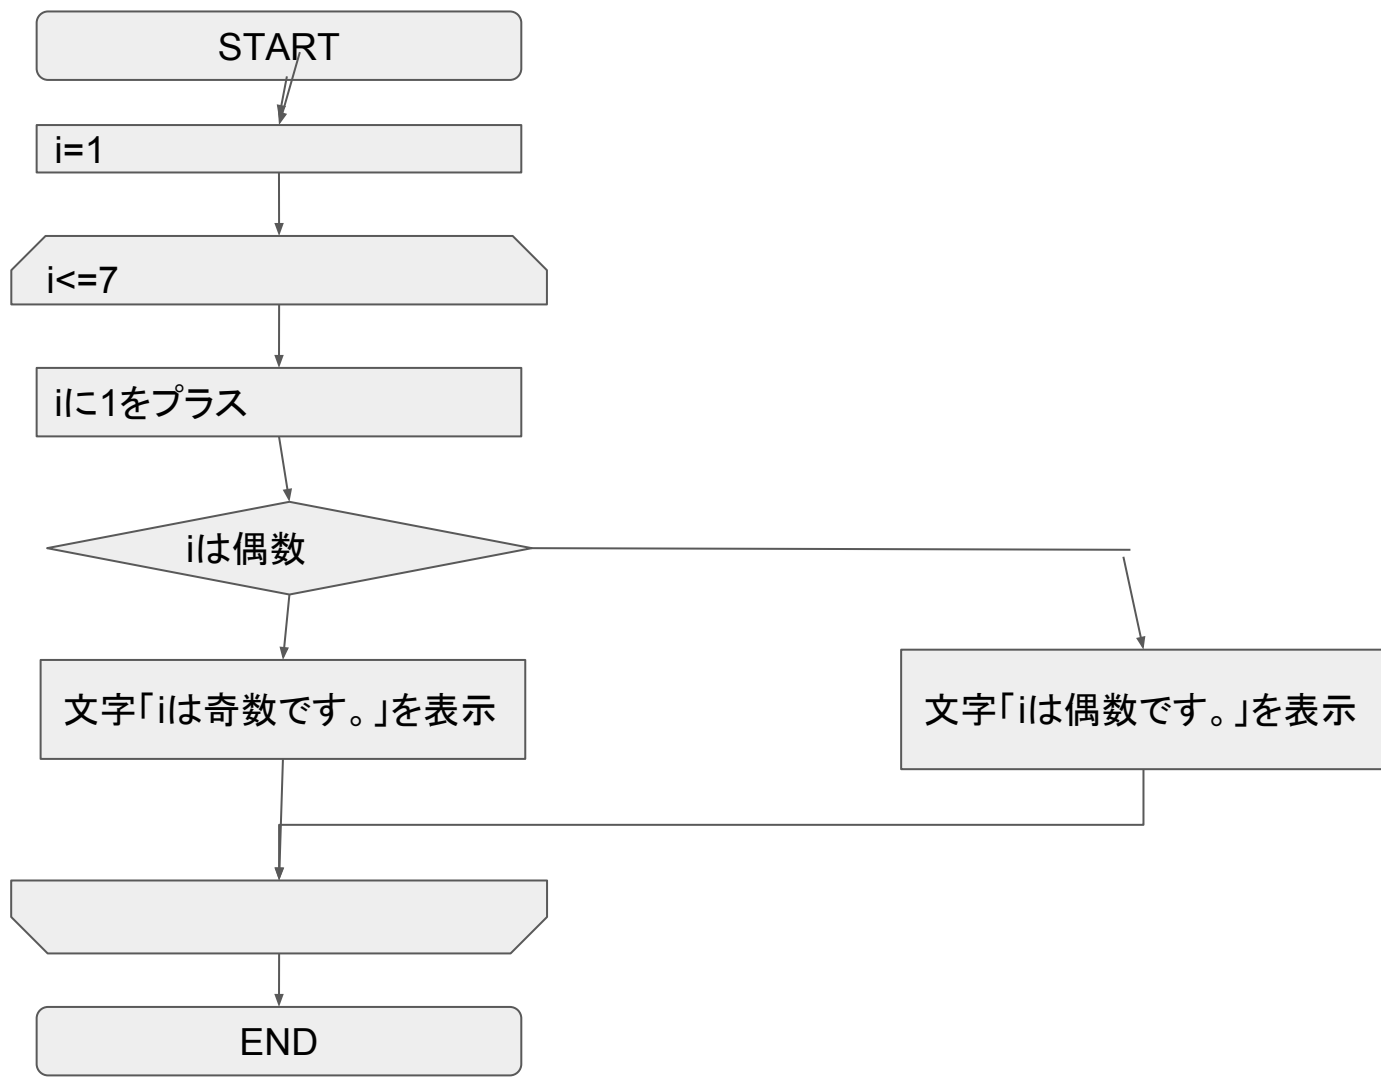 START
i=1
i<=7
iに1をプラス
iは偶数
文字「iは奇数です。」を表示
文字「iは偶数です。」を表示
END